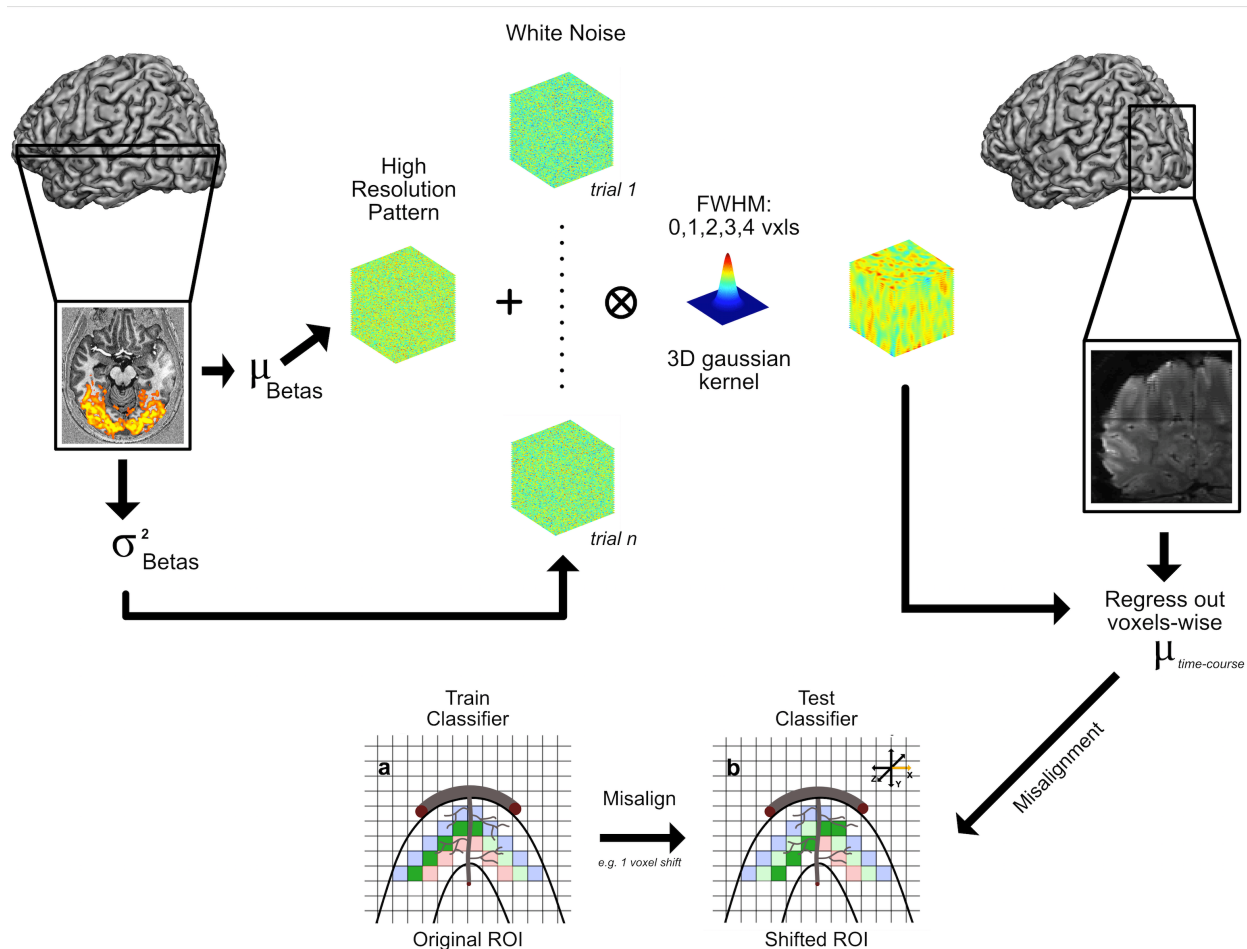 White Noise
trial 1
High
Resolution
Pattern
FWHM:
0,1,2,3,4 vxls
+
⊗
3D gaussian
kernel
μ Betas
σ² Betas
trial n
Regress out
voxels-wise
μ time-course
Misalignment
Train
Classifier
a
Original ROI
Misalign
e.g. 1 voxel shift
Test
Classifier
b
Z
X
Y
Shifted ROI